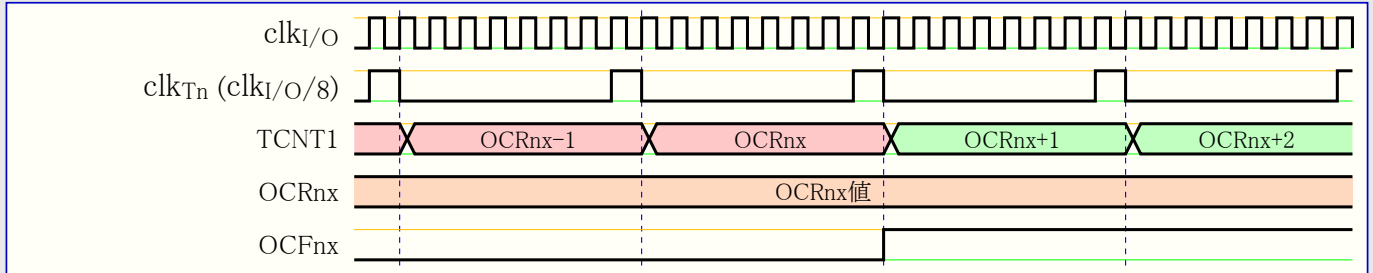 clkI/O
clkTn (clkI/O/8)
TCNT1 OCRnx-1 OCRnx OCRnx+1 OCRnx+2
OCRnx OCRnx値
OCFnx